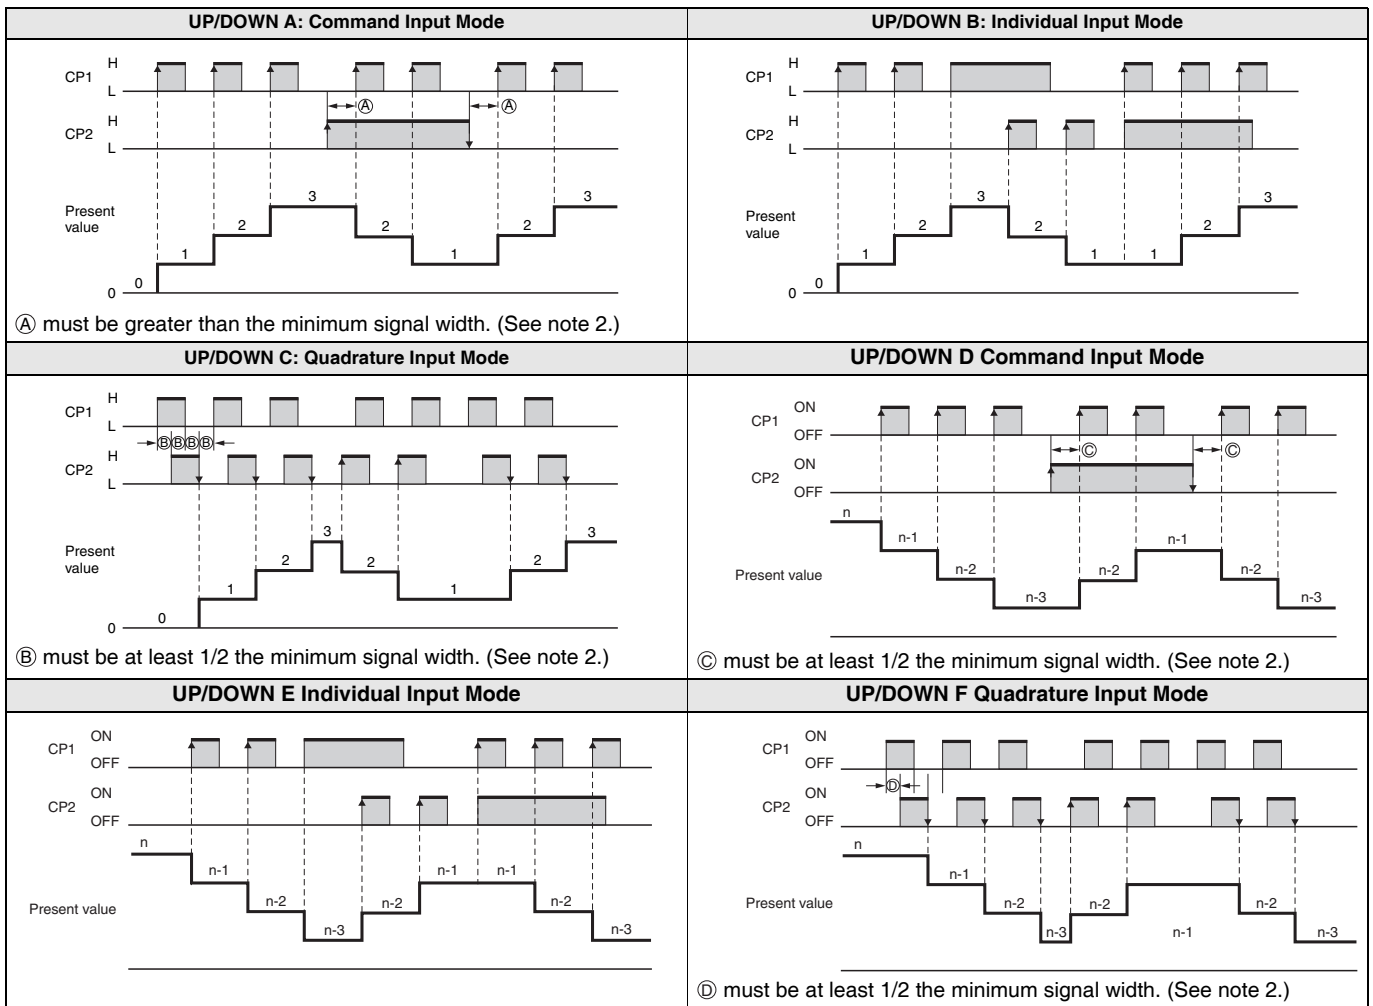 UP/DOWN A: Command Input Mode
H
CP1
L
Ⓐ Ⓐ
H
CP2
L
3 3
Present
value
2 2 2
1 1
0
0
Ⓐ must be greater than the minimum signal width. (See note 2.)
UP/DOWN B: Individual Input Mode
H
CP1
L
H
CP2
L
3 3
Present
value
2 2 2
1 1 1
0
0
UP/DOWN C: Quadrature Input Mode
H
CP1
L
Ⓑ Ⓑ Ⓑ Ⓑ
H
CP2
L
3 3
Present
value
2 2 2
1 1
0
0
Ⓑ must be at least 1/2 the minimum signal width. (See note 2.)
UP/DOWN D Command Input Mode
ON
CP1
OFF
Ⓒ Ⓒ
ON
CP2
OFF
n
n-1 n-1
Present value
n-2 n-2 n-2
n-3 n-3
Ⓒ must be at least 1/2 the minimum signal width. (See note 2.)
UP/DOWN E Individual Input Mode
ON
CP1
OFF
ON
CP2
OFF
n
n-1 n-1 n-1
n-2 n-2 n-2
Present value
n-3 n-3
UP/DOWN F Quadrature Input Mode
ON
CP1
OFF
Ⓓ
ON
CP2
OFF
n
n-1
Present value
n-2 n-2 n-2
n-3 n-1 n-3
Ⓓ must be at least 1/2 the minimum signal width. (See note 2.)